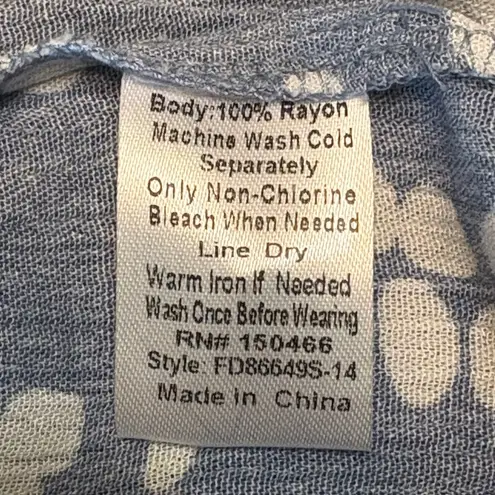 Body:100% Rayon
Machine Wash Cold
Separately
Only Non-Chlorine
Bleach When Needed
Line Dry
Warm Iron If Needed
Wash Once Before Wearing
RN# 150466
Style: FD86649S-14
Made in China